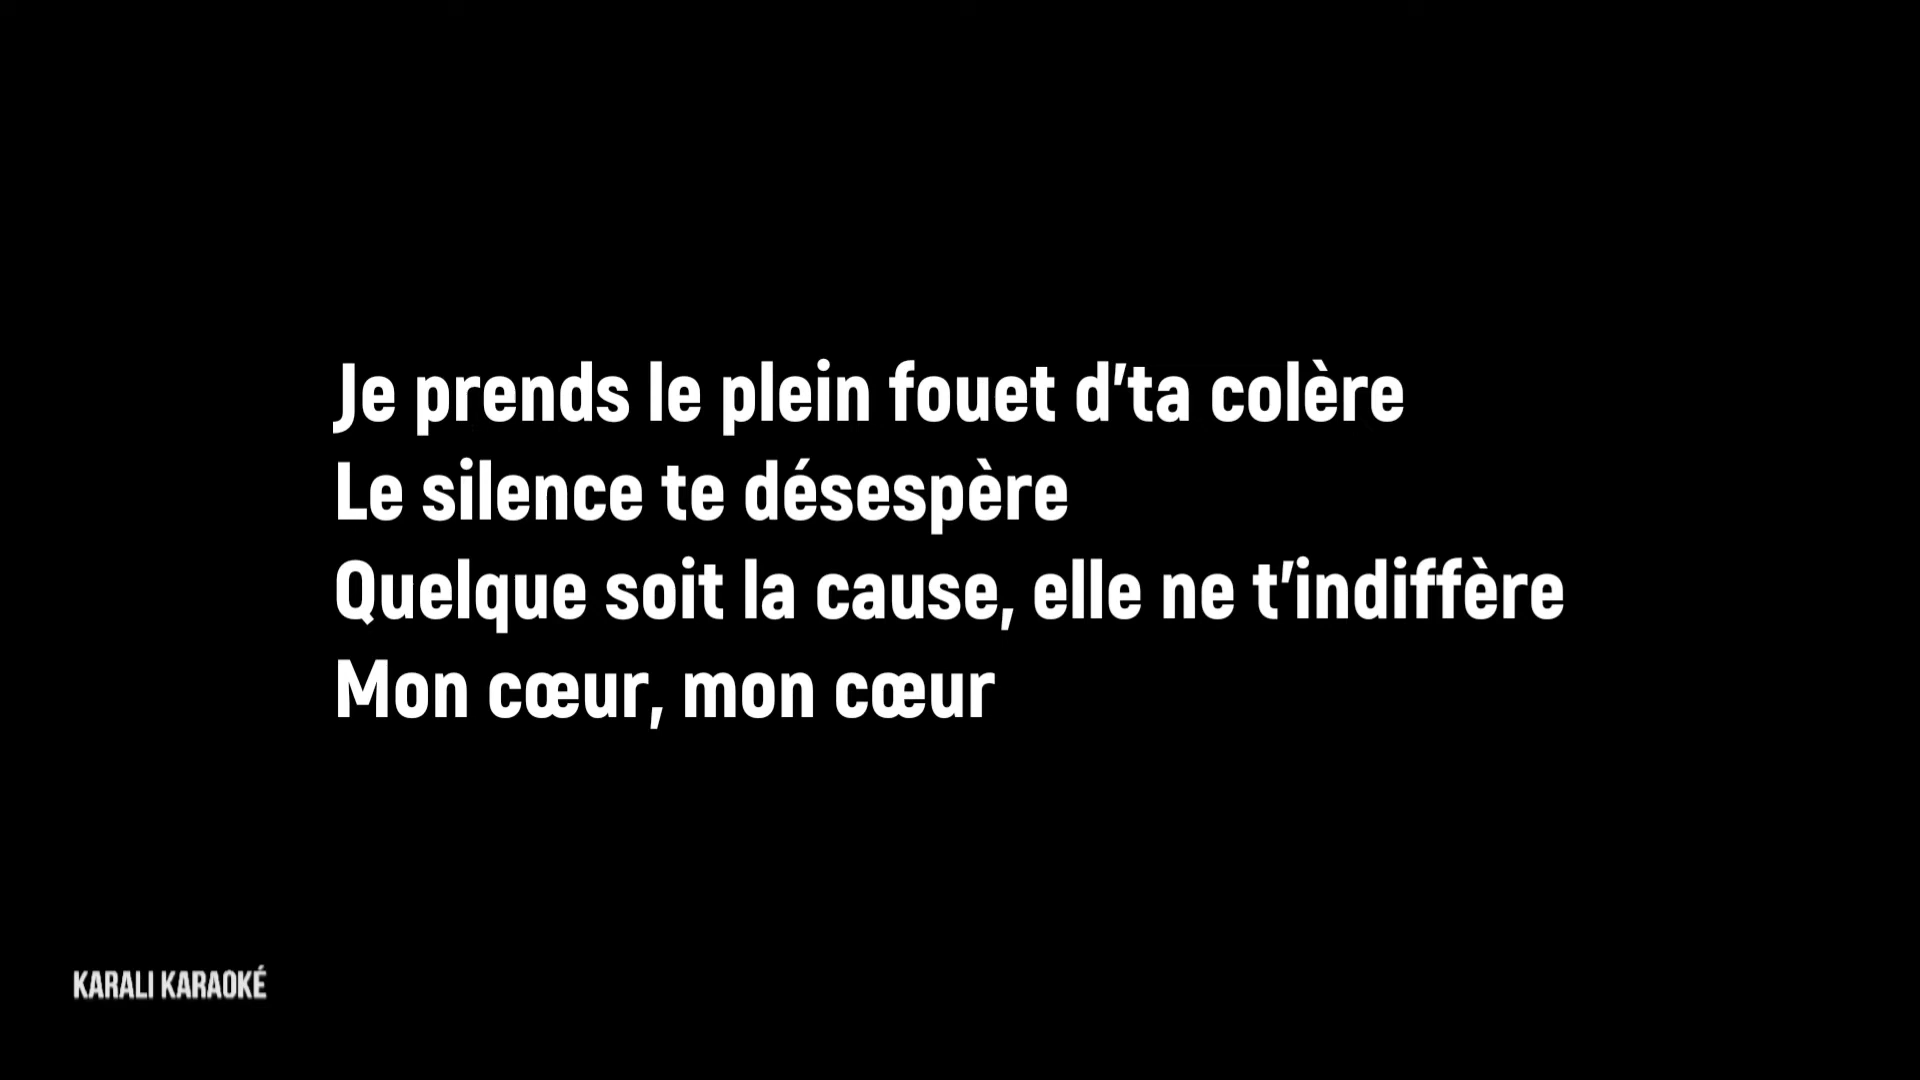 Je prends le plein fouet d’ta colère
Le silence te désespère
Quelque soit la cause, elle ne t’indiffère
Mon cœur, mon cœur
KARALI KARAOKÉ